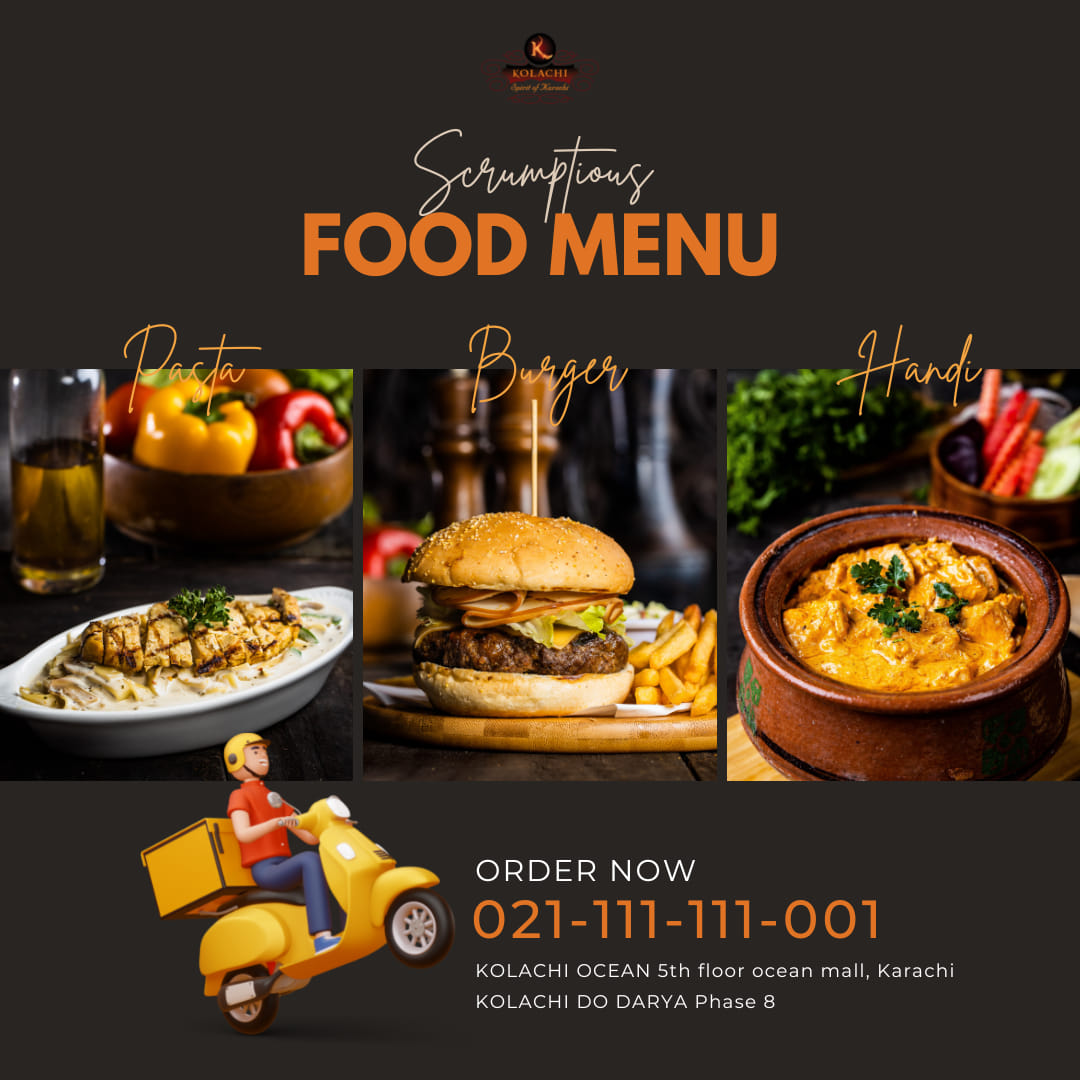 K
KOLACHI
Spirit of Karachi
Scrumptious
FOOD MENU
Pasta
Burger
Handi
ORDER NOW
021-111-111-001
KOLACHI OCEAN 5th floor ocean mall, Karachi
KOLACHI DO DARYA Phase 8